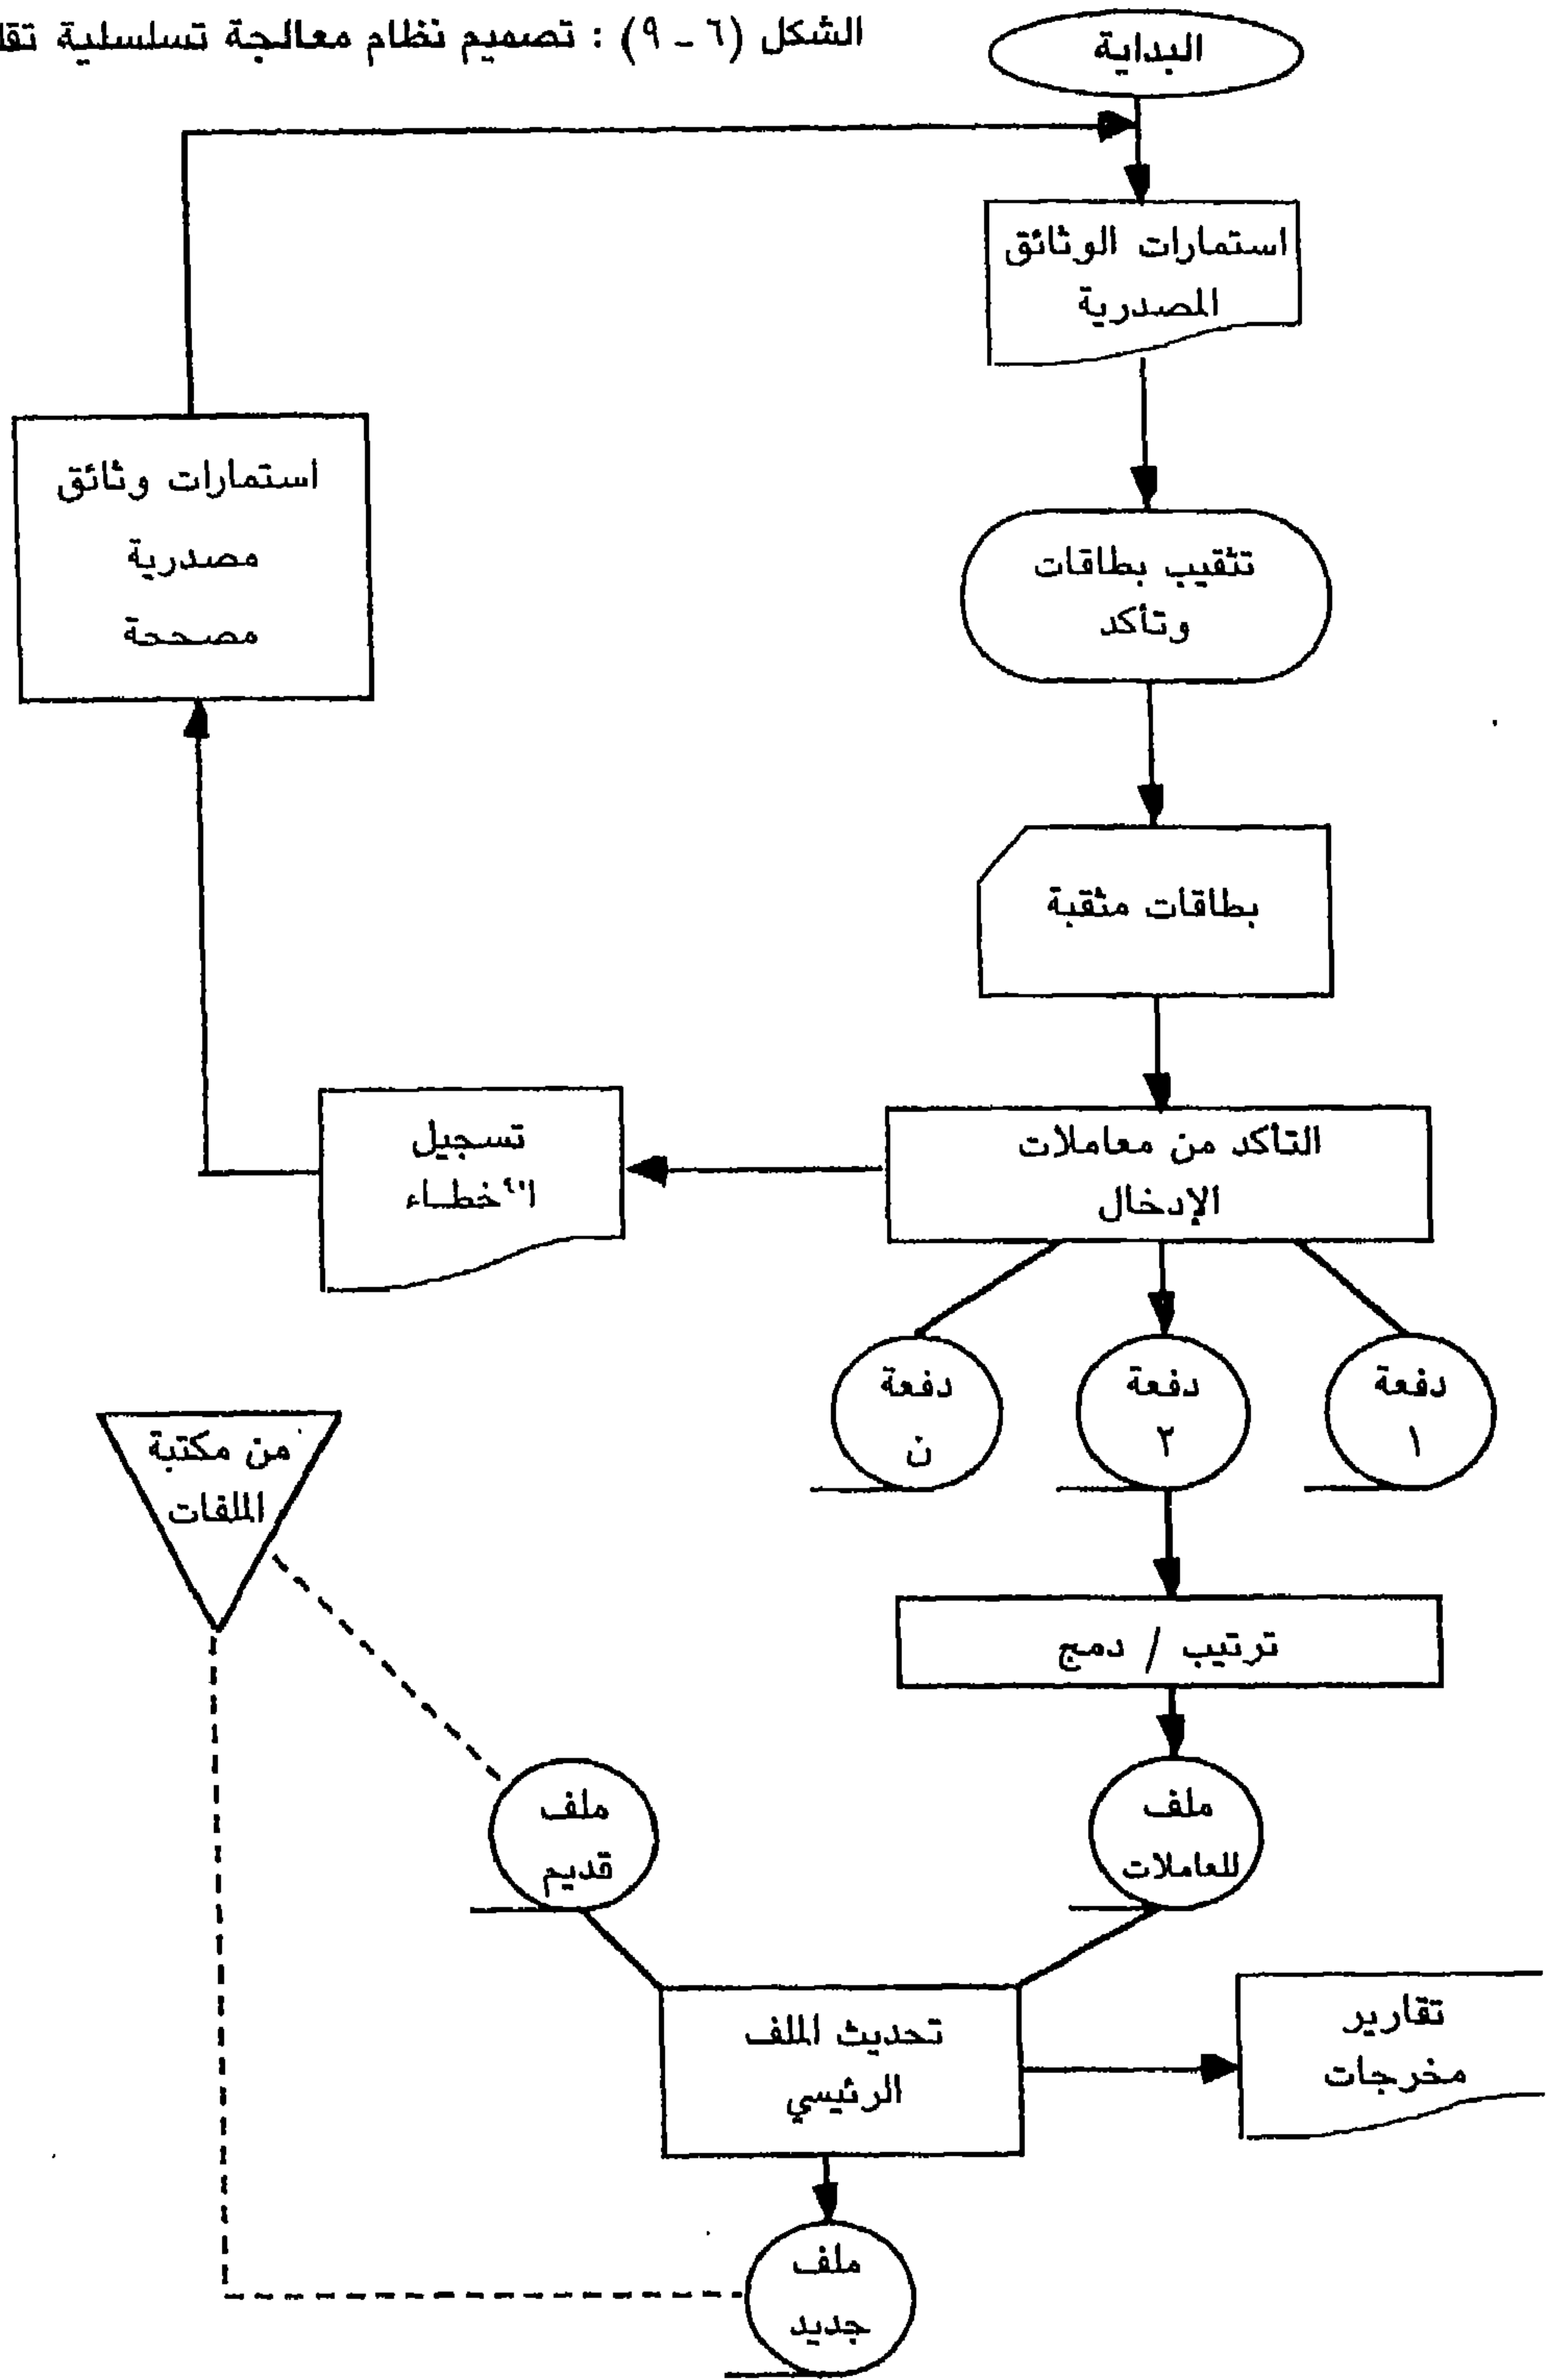 الشكل (٦ - ٩) : تصميم نظام معالجة تسلسلية
البداية
استمارات الوثائق
المصدرية
استمارات وثائق
مصدرية
مصححة
تثقيب بطاقات
وتأكد
بطاقات مثقبة
التأكد من معاملات
الإدخال
تسجيل
الأخطاء
دفعة
١
دفعة
٢
دفعة
ن
من مكتبة
الملفات
ترتيب / دمج
ملف
قديم
ملف
المعاملات
تحديث الملف
الرئيسي
تقارير
مخرجات
ملف
جديد